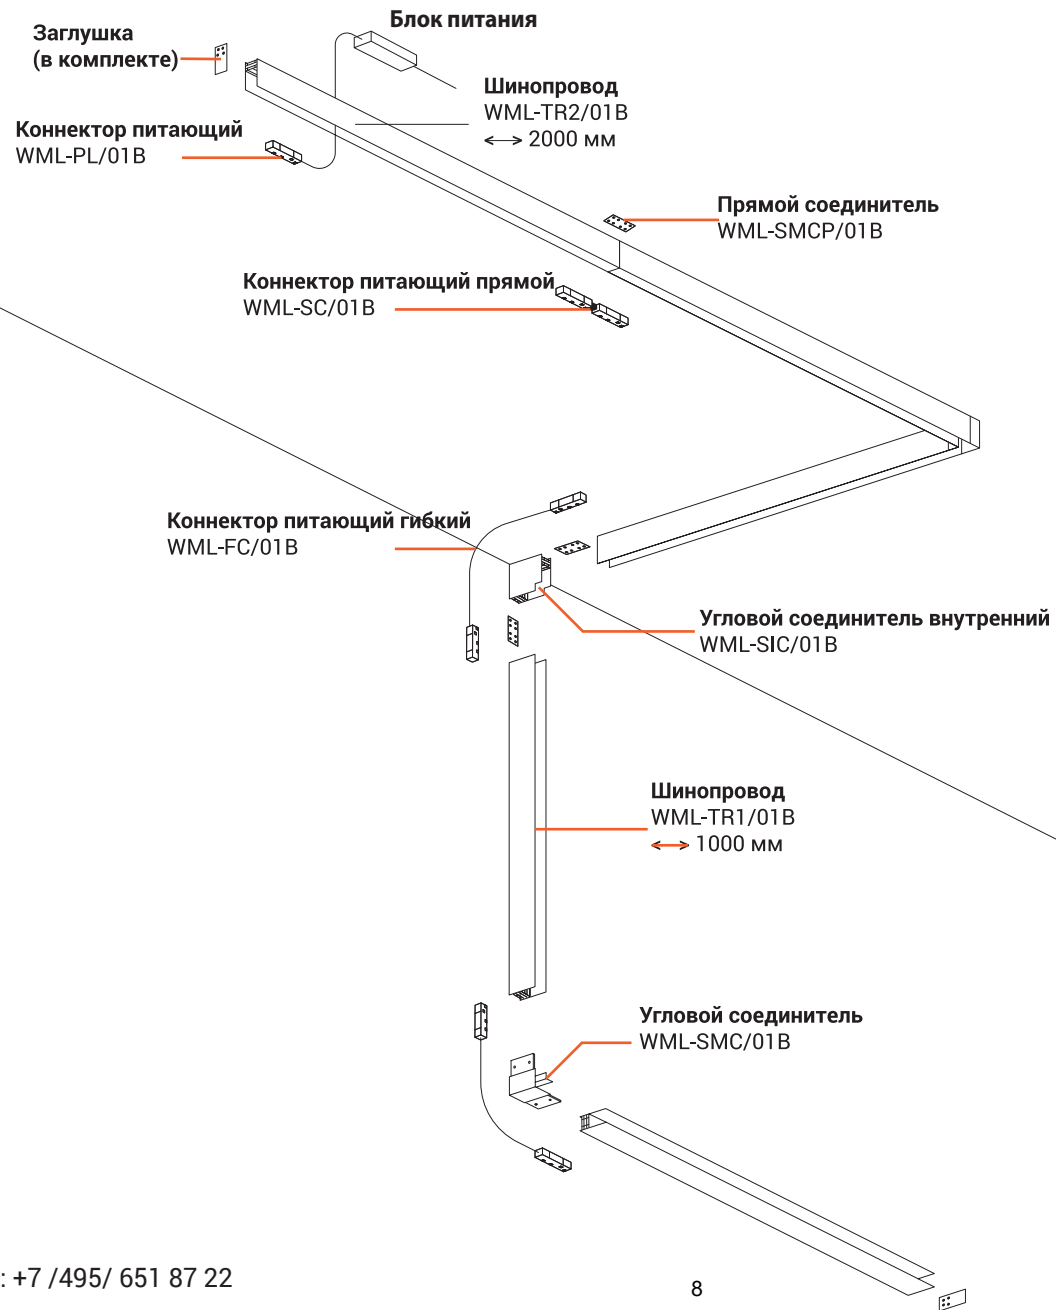 Блок питания
Заглушка
(в комплекте)
Шинопровод
WML-TR2/01B
2000 мм
Коннектор питающий
WML-PL/01B
Прямой соединитель
WML-SMCP/01B
Коннектор питающий прямой
WML-SC/01B
Коннектор питающий гибкий
WML-FC/01B
Угловой соединитель внутренний
WML-SIC/01B
Шинопровод
WML-TR1/01B
1000 мм
Угловой соединитель
WML-SMC/01B
: +7 /495/ 651 87 22
8